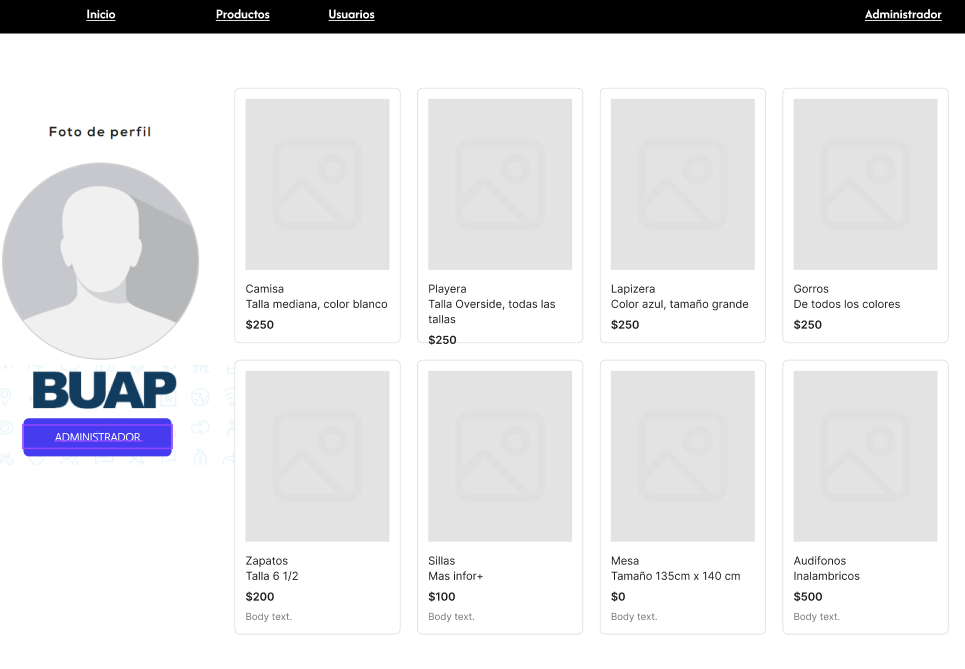 Inicio
Productos
Usuarios
Administrador
Foto de perfil
BUAP
ADMINISTRADOR
Camisa
Talla mediana, color blanco
$250
Playera
Talla Overside, todas las
tallas
$250
Lapizera
Color azul, tamaño grande
$250
Gorros
De todos los colores
$250
Zapatos
Talla 6 1/2
$200
Body text.
Sillas
Mas infor+
$100
Body text.
Mesa
Tamaño 135cm x 140 cm
$0
Body text.
Audifonos
Inalambricos
$500
Body text.